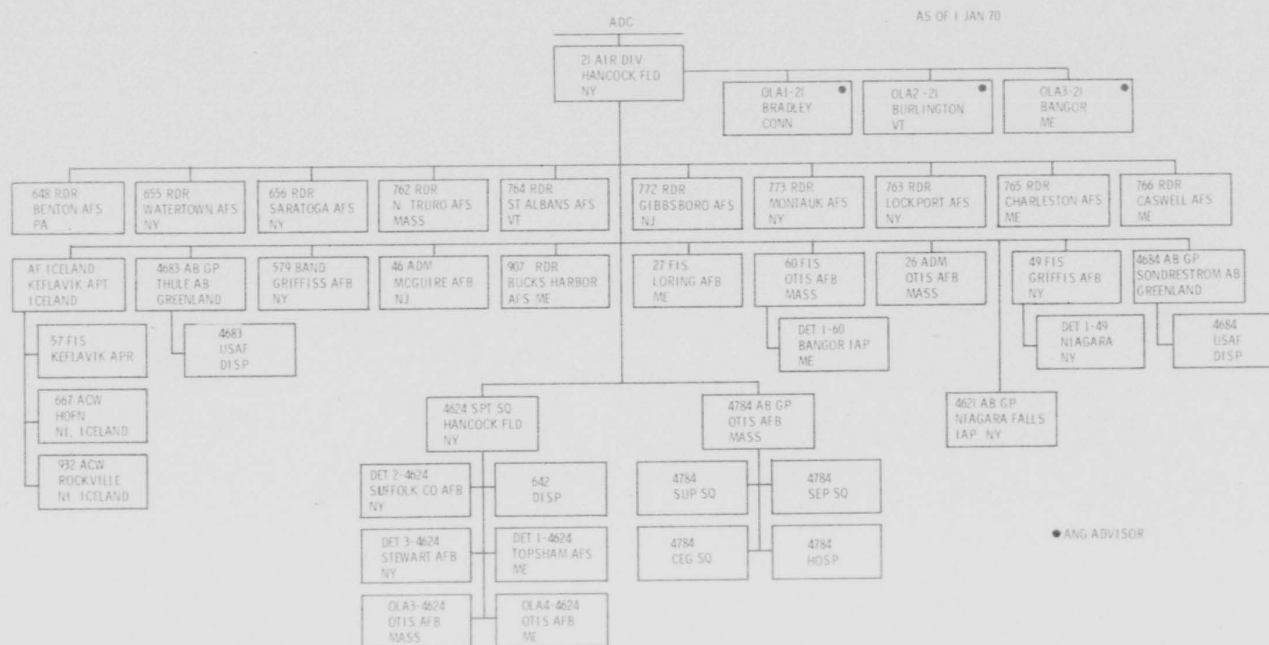 AS OF 1 JAN 70
ADC
21 AIR DIV
HANCOCK FLD
NY
OLA1-21
BRADLEY
CONN
OLA2 -21
BURLINGTON
VT
OLA3-21
BANGOR
ME
648 RDR
BENTON AFS
PA
655 RDR
WATERTOWN AFS
NY
656 RDR
SARATOGA AFS
NY
762 RDR
N. TRURO AFS
MASS
764 RDR
ST ALBANS AFS
VT
772 RDR
GIBBSBORO AFS
NJ
773 RDR
MONTAUK AFS
NY
763 RDR
LOCKPORT AFS
NY
765 RDR
CHARLESTON AFS
ME
766 RDR
CASWELL AFS
ME
AF ICELAND
KEFLAVIK APT
ICELAND
4683 AB GP
THULE AB
GREENLAND
579 BAND
GRIFFISS AFB
NY
46 ADM
MCGUIRE AFB
NJ
907 RDR
BUCKS HARBOR
AFS ME
27 FIS
LORING AFB
ME
60 FIS
OTIS AFB
MASS
26 ADM
OTIS AFB
MASS
49 FIS
GRIFFIS AFB
NY
4684 AB GP
SONDRESTROM AB
GREENLAND
57 FIS
KEFLAVIK APR
4683
USAF
DISP
DET 1-60
BANGOR IAP
ME
DET 1-49
NIAGARA
NY
4684
USAF
DISP
667 ACW
HOFN
NI, ICELAND
932 ACW
ROCKVILLE
NI, ICELAND
4624 SPT SQ
HANCOCK FLD
NY
4784 AB GP
OTIS AFB
MASS
4621 AB GP
NIAGARA FALLS
IAP NY
DET 2-4624
SUFFOLK CO AFB
NY
642
DISP
4784
SUP SQ
4784
SEP SQ
DET 3-4624
STEWART AFB
NY
DET 1-4624
TOPSHAM AFS
ME
4784
CEG SQ
4784
HOSP
OLA3-4624
OTIS AFB
MASS
OLA4-4624
OTIS AFB
ME
● ANG ADVISOR